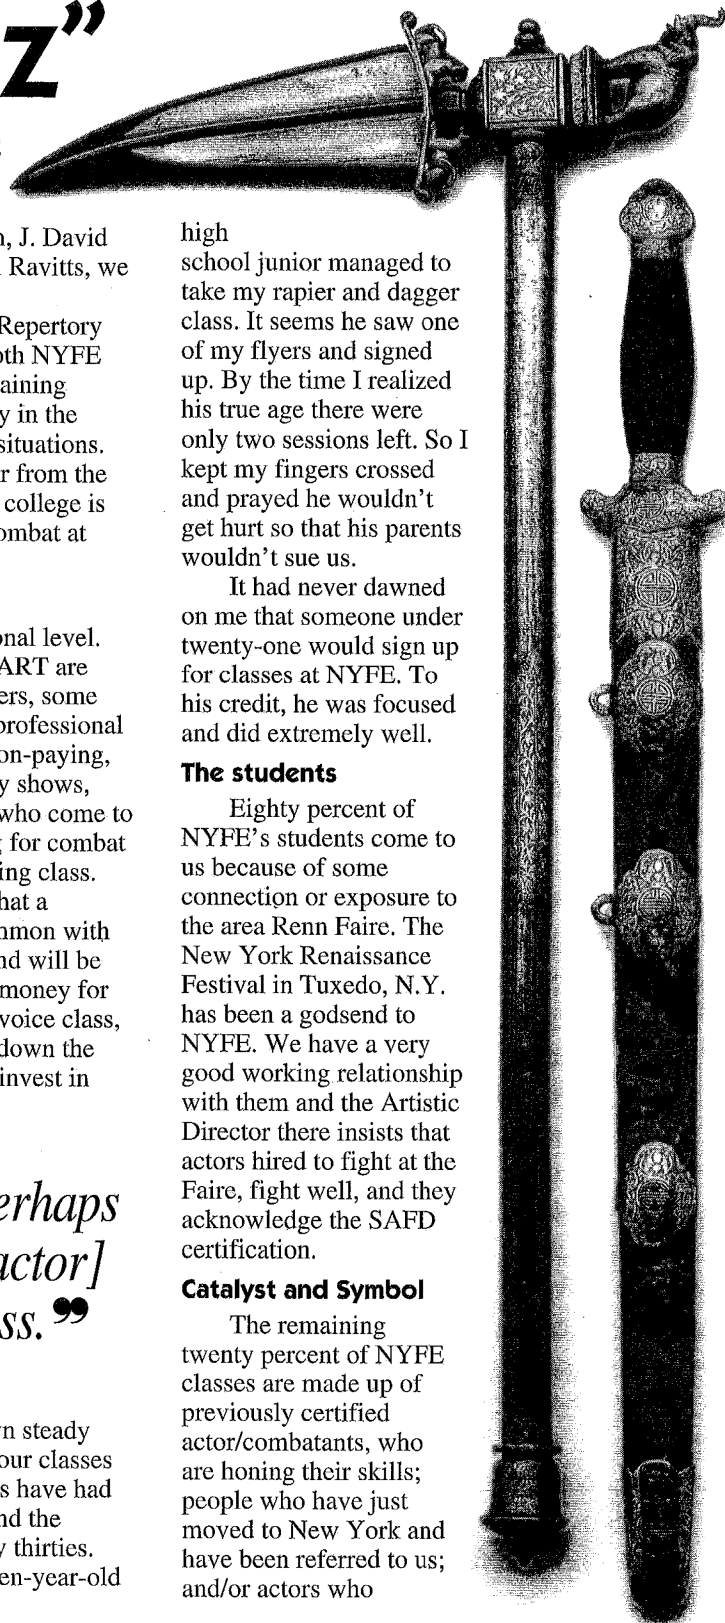 z”
n, J. David
Ravitts, we
Repertory
oth NYFE
aining
y in the
situations.
r from the
college is
ombat at
onal level.
ART are
ers, some
professional
on-paying,
y shows,
who come to
g for combat
ing class.
hat a
mmon with
nd will be
money for
voice class,
down the
invest in
erhaps
actor]
ss.”
n steady
our classes
s have had
nd the
y thirties.
en-year-old
high
school junior managed to
take my rapier and dagger
class. It seems he saw one
of my flyers and signed
up. By the time I realized
his true age there were
only two sessions left. So I
kept my fingers crossed
and prayed he wouldn’t
get hurt so that his parents
wouldn’t sue us.
It had never dawned
on me that someone under
twenty-one would sign up
for classes at NYFE. To
his credit, he was focused
and did extremely well.
The students
Eighty percent of
NYFE’s students come to
us because of some
connection or exposure to
the area Renn Faire. The
New York Renaissance
Festival in Tuxedo, N.Y.
has been a godsend to
NYFE. We have a very
good working relationship
with them and the Artistic
Director there insists that
actors hired to fight at the
Faire, fight well, and they
acknowledge the SAFD
certification.
Catalyst and Symbol
The remaining
twenty percent of NYFE
classes are made up of
previously certified
actor/combatants, who
are honing their skills;
people who have just
moved to New York and
have been referred to us;
and/or actors who